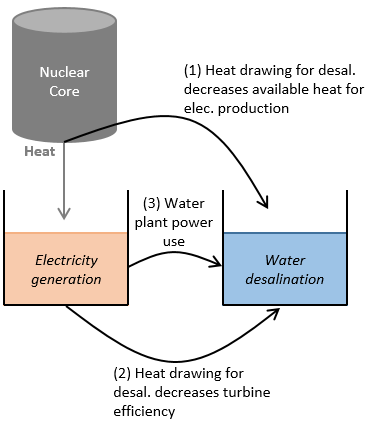 Nuclear
Core
(1) Heat drawing for desal.
decreases available heat for
elec. production
Heat
(3) Water
plant power
use
Electricity
generation
Water
desalination
(2) Heat drawing for
desal. decreases turbine
efficiency